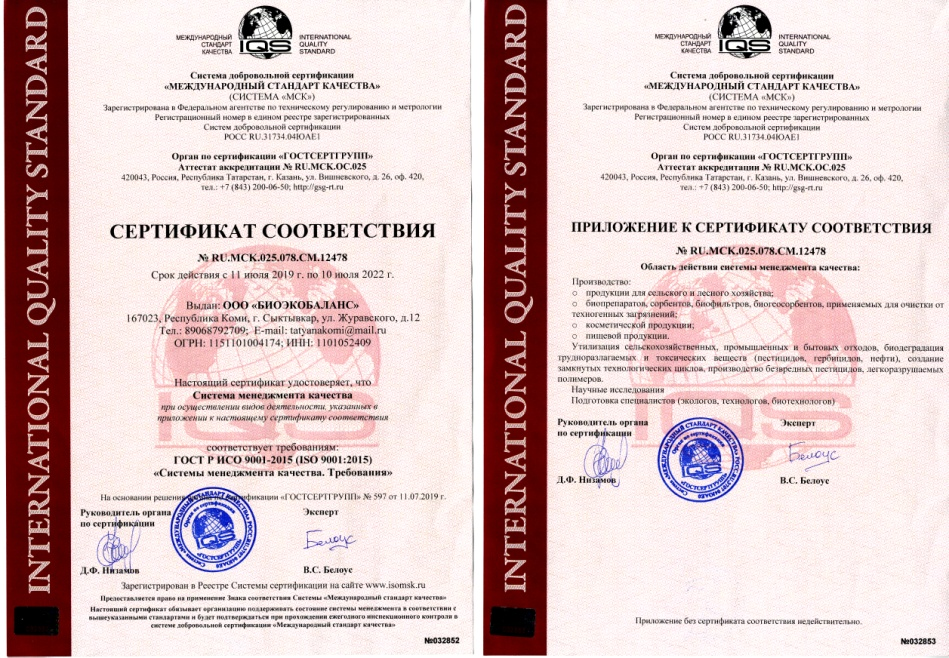 INTERNATIONAL QUALITY STANDARD
МЕЖДУНАРОДНЫЙ
СТАНДАРТ
КАЧЕСТВА
IQS
INTERNATIONAL
QUALITY
STANDARD
Система добровольной сертификации
«МЕЖДУНАРОДНЫЙ СТАНДАРТ КАЧЕСТВА»
(СИСТЕМА «МСК»)
Зарегистрирована в Федеральном агентстве по техническому регулированию и метрологии
Регистрационный номер в едином реестре зарегистрированных
Систем добровольной сертификации
РОСС RU.31734.04ЮАЕ1
Орган по сертификации «ГОСТСЕРТГРУПП»
Аттестат аккредитации № RU.МСК.ОС.025
420043, Россия, Республика Татарстан, г. Казань, ул. Вишневского, д. 26, оф. 420,
тел.: +7 (843) 200-06-50; http://gsg-rt.ru
СЕРТИФИКАТ СООТВЕТСТВИЯ
№ RU.МСК.025.078.СМ.12478
Срок действия с 11 июля 2019 г. по 10 июля 2022 г.
Выдан: ООО «БИОЭКОБАЛАНС»
167023, Республика Коми, г. Сыктывкар, ул. Журавского, д.12
Тел.: 89068792709; E-mail: tatyanakomi@mail.ru
ОГРН: 1151101004174; ИНН: 1101052409
Настоящий сертификат удостоверяет, что
Система менеджмента качества
при осуществлении видов деятельности, указанных в
приложении к настоящему сертификату соответствия
соответствует требованиям:
ГОСТ Р ИСО 9001-2015 (ISO 9001:2015)
«Системы менеджмента качества. Требования»
На основании решения сертификации «ГОСТСЕРТГРУПП» № 597 от 11.07.2019 г.
Руководитель органа
по сертификации
Эксперт
Белоус
Д.Ф. Низамов
В.С. Белоус
Зарегистрирован в Реестре Системы сертификации на сайте www.isomsk.ru
Предоставляется право на применение Знака соответствия Системы «Международный стандарт качества»
Настоящий сертификат обязывает организацию поддерживать состояние системы менеджмента в соответствии с
вышеуказанными стандартами и будет подтверждаться при прохождении ежегодного инспекционного контроля в
системе добровольной сертификации «Международный стандарт качества»
№032852
INTERNATIONAL QUALITY STANDARD
МЕЖДУНАРОДНЫЙ
СТАНДАРТ
КАЧЕСТВА
IQS
INTERNATIONAL
QUALITY
STANDARD
Система добровольной сертификации
«МЕЖДУНАРОДНЫЙ СТАНДАРТ КАЧЕСТВА»
(СИСТЕМА «МСК»)
Зарегистрирована в Федеральном агентстве по техническому регулированию и метрологии
Регистрационный номер в едином реестре зарегистрированных
Систем добровольной сертификации
РОСС RU.31734.04ЮАЕ1
Орган по сертификации «ГОСТСЕРТГРУПП»
Аттестат аккредитации № RU.МСК.ОС.025
420043, Россия, Республика Татарстан, г. Казань, ул. Вишневского, д. 26, оф. 420,
тел.: +7 (843) 200-06-50; http://gsg-rt.ru
ПРИЛОЖЕНИЕ К СЕРТИФИКАТУ СООТВЕТСТВИЯ
№ RU.МСК.025.078.СМ.12478
Область действия системы менеджмента качества:
Производство:
○ продукции для сельского и лесного хозяйства;
○ биопрепаратов, сорбентов, биофильтров, биогеосорбентов, применяемых для очистки от
техногенных загрязнений;
○ косметической продукции;
○ пищевой продукции.
Утилизация сельскохозяйственных, промышленных и бытовых отходов, биодеградация
трудноразлагаемых и токсических веществ (пестицидов, гербицидов, нефти), создание
замкнутых технологических циклов, производство безвредных пестицидов, легкоразрушаемых
полимеров.
Научные исследования
Подготовка специалистов (экологов, технологов, биотехнологов)
Руководитель органа
по сертификации
Эксперт
Белоус
Д.Ф. Низамов
В.С. Белоус
Приложение без сертификата соответствия недействительно.
№032853